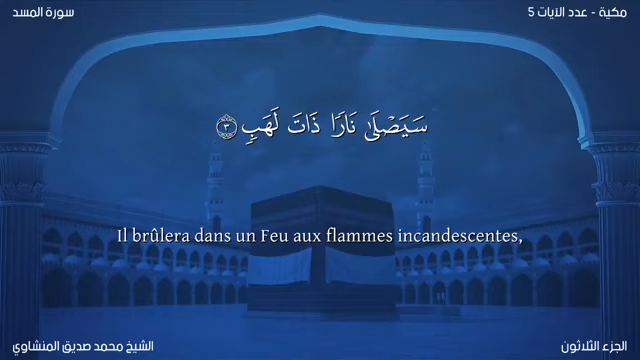 سورة المسد
مكية - عدد الآيات 5
سَيَصْلَىٰ نَارًا ذَاتَ لَهَبٍ ٣
Il brûlera dans un Feu aux flammes incandescentes,
الشيخ محمد صديق المنشاوي
الجزء الثلاثون